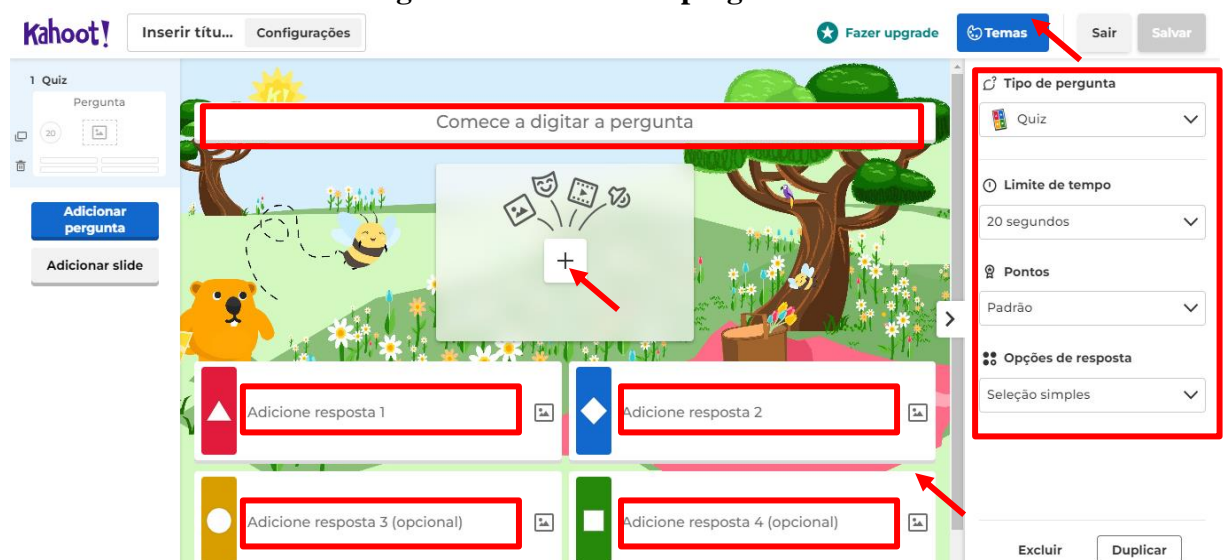 Kahoot!
Inserir títu...
Configurações
Fazer upgrade
Temas
Sair
Salvar
1 Quiz
Pergunta
20
Adicionar
pergunta
Adicionar slide
K!
Comece a digitar a pergunta
Adicione resposta 1
Adicione resposta 2
Adicione resposta 3 (opcional)
Adicione resposta 4 (opcional)
Tipo de pergunta
Quiz
Limite de tempo
20 segundos
Pontos
Padrão
Opções de resposta
Seleção simples
Excluir
Duplicar